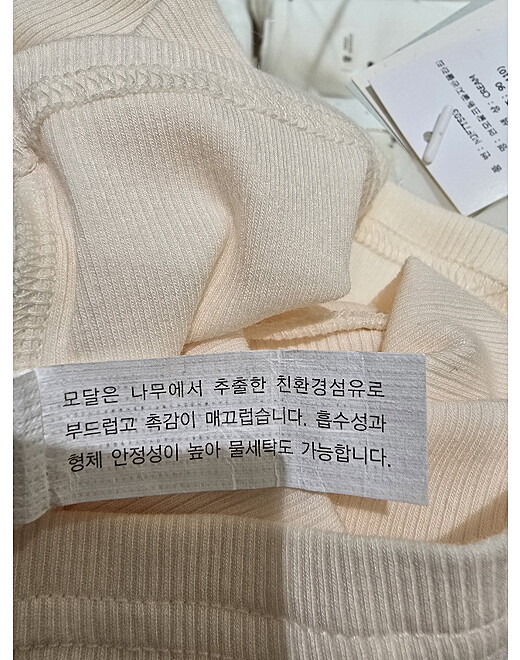 모달은 나무에서 추출한 친환경섬유로
부드럽고 촉감이 매끄럽습니다. 흡수성과
형체 안정성이 높아 물세탁도 가능합니다.
CREAM
90